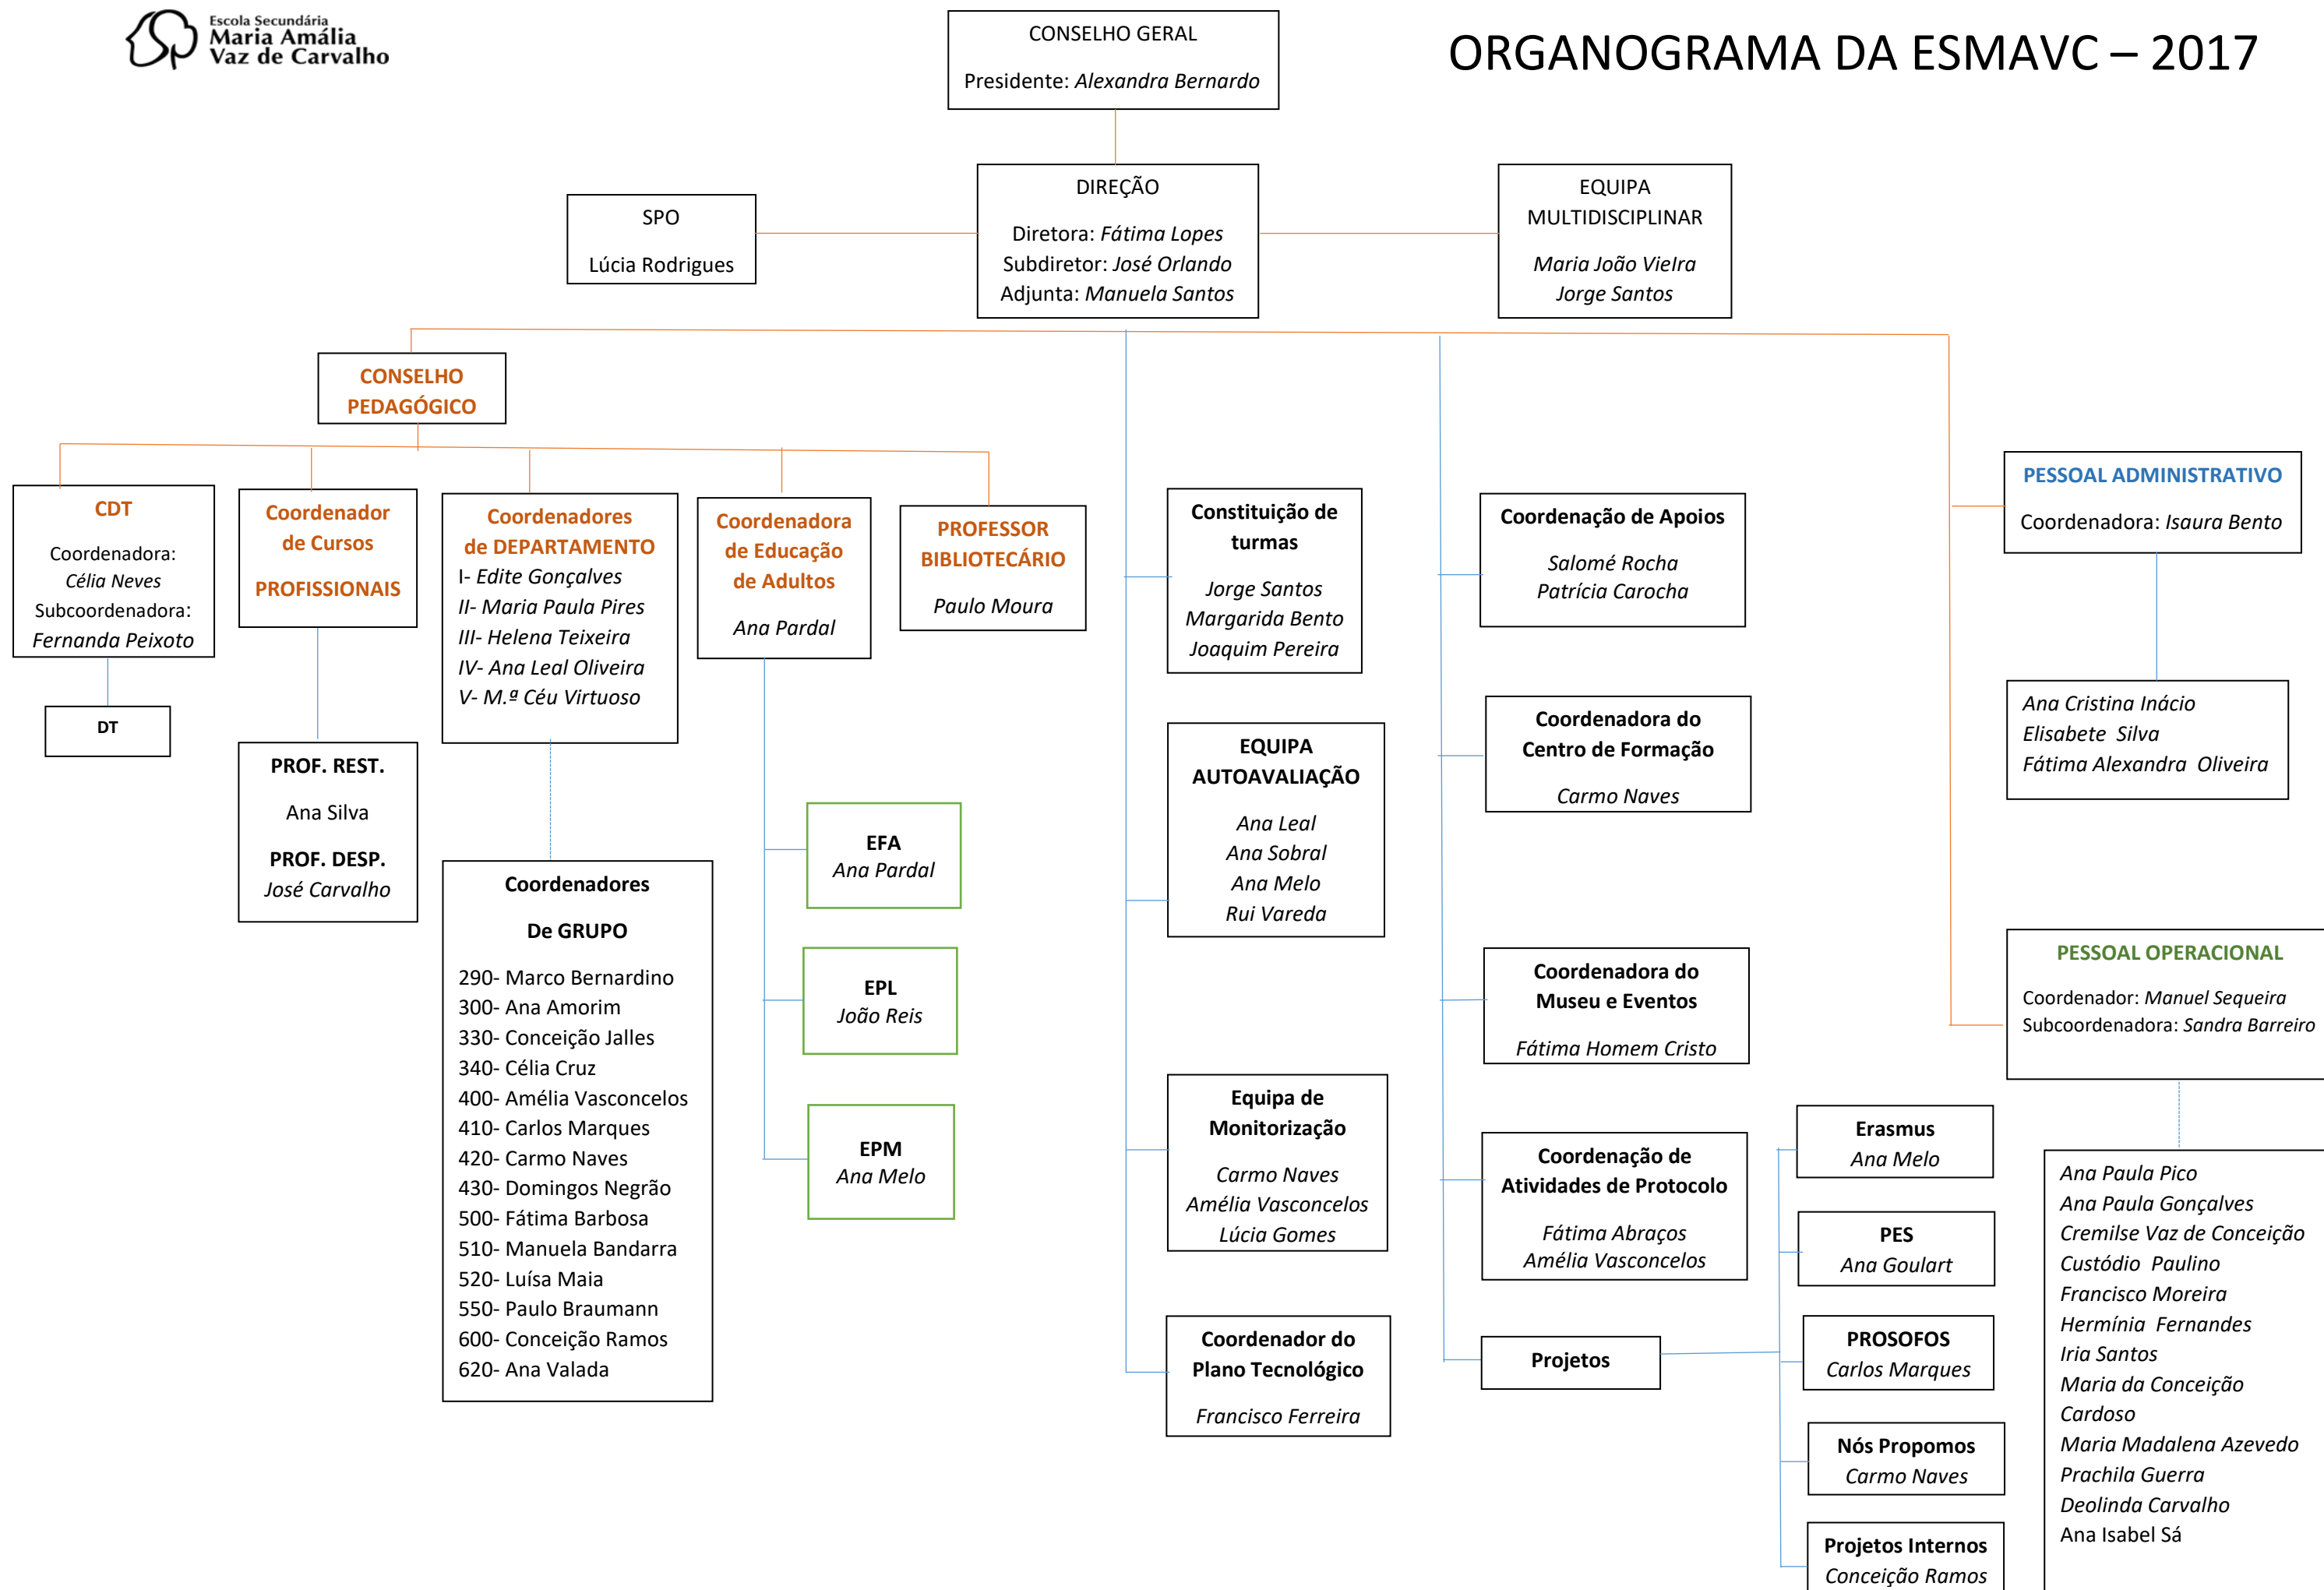 Escola Secundária
Maria Amália
Vaz de Carvalho
ORGANOGRAMA DA ESMAVC – 2017
CONSELHO GERAL
Presidente: Alexandra Bernardo
SPO
Lúcia Rodrigues
DIREÇÃO
Diretora: Fátima Lopes
Subdiretor: José Orlando
Adjunta: Manuela Santos
EQUIPA
MULTIDISCIPLINAR
Maria João VieIra
Jorge Santos
CONSELHO
PEDAGÓGICO
CDT
Coordenadora:
Célia Neves
Subcoordenadora:
Fernanda Peixoto
DT
Coordenador
de Cursos
PROFISSIONAIS
PROF. REST.
Ana Silva
PROF. DESP.
José Carvalho
Coordenadores
de DEPARTAMENTO
I- Edite Gonçalves
II- Maria Paula Pires
III- Helena Teixeira
IV- Ana Leal Oliveira
V- M.ª Céu Virtuoso
Coordenadores
De GRUPO
290- Marco Bernardino
300- Ana Amorim
330- Conceição Jalles
340- Célia Cruz
400- Amélia Vasconcelos
410- Carlos Marques
420- Carmo Naves
430- Domingos Negrão
500- Fátima Barbosa
510- Manuela Bandarra
520- Luísa Maia
550- Paulo Braumann
600- Conceição Ramos
620- Ana Valada
Coordenadora
de Educação
de Adultos
Ana Pardal
EFA
Ana Pardal
EPL
João Reis
EPM
Ana Melo
PROFESSOR
BIBLIOTECÁRIO
Paulo Moura
Constituição de
turmas
Jorge Santos
Margarida Bento
Joaquim Pereira
EQUIPA
AUTOAVALIAÇÃO
Ana Leal
Ana Sobral
Ana Melo
Rui Vareda
Equipa de
Monitorização
Carmo Naves
Amélia Vasconcelos
Lúcia Gomes
Coordenador do
Plano Tecnológico
Francisco Ferreira
Coordenação de Apoios
Salomé Rocha
Patrícia Carocha
Coordenadora do
Centro de Formação
Carmo Naves
Coordenadora do
Museu e Eventos
Fátima Homem Cristo
Coordenação de
Atividades de Protocolo
Fátima Abraços
Amélia Vasconcelos
Projetos
Erasmus
Ana Melo
PES
Ana Goulart
PROSOFOS
Carlos Marques
Nós Propomos
Carmo Naves
Projetos Internos
Conceição Ramos
PESSOAL ADMINISTRATIVO
Coordenadora: Isaura Bento
Ana Cristina Inácio
Elisabete Silva
Fátima Alexandra Oliveira
PESSOAL OPERACIONAL
Coordenador: Manuel Sequeira
Subcoordenadora: Sandra Barreiro
Ana Paula Pico
Ana Paula Gonçalves
Cremilse Vaz de Conceição
Custódio Paulino
Francisco Moreira
Hermínia Fernandes
Iria Santos
Maria da Conceição
Cardoso
Maria Madalena Azevedo
Prachila Guerra
Deolinda Carvalho
Ana Isabel Sá